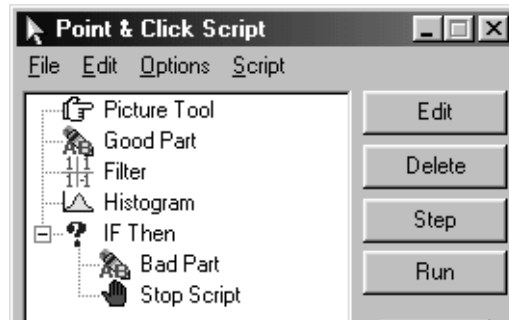 Point & Click Script
File Edit Options Script
Picture Tool
Good Part
Filter
Histogram
IF Then
Bad Part
Stop Script
Edit
Delete
Step
Run